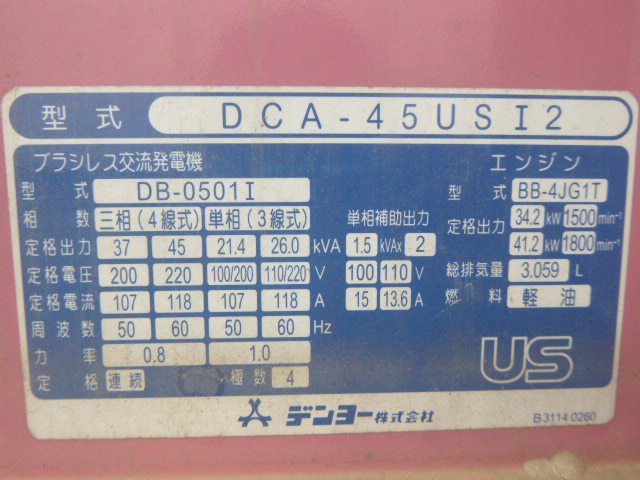 型式 DCA-45USI2
ブラシレス交流発電機 エンジン
型式 DB-0501I 型式 BB-4JG1T
相数 三相(4線式) 単相(3線式) 単相補助出力 定格出力 34.2 kW 1500 min⁻¹
定格出力 37 45 21.4 26.0 kVA 1.5 kVAx 2 41.2 kW 1800 min⁻¹
定格電圧 200 220 100/200 110/220 V 100 110 V 総排気量 3.059 L
定格電流 107 118 107 118 A 15 13.6 A 燃料 軽油
周波数 50 60 50 60 Hz
力率 0.8 1.0
定格 連続 極数 4
US
デンヨー株式会社 B3114 0260